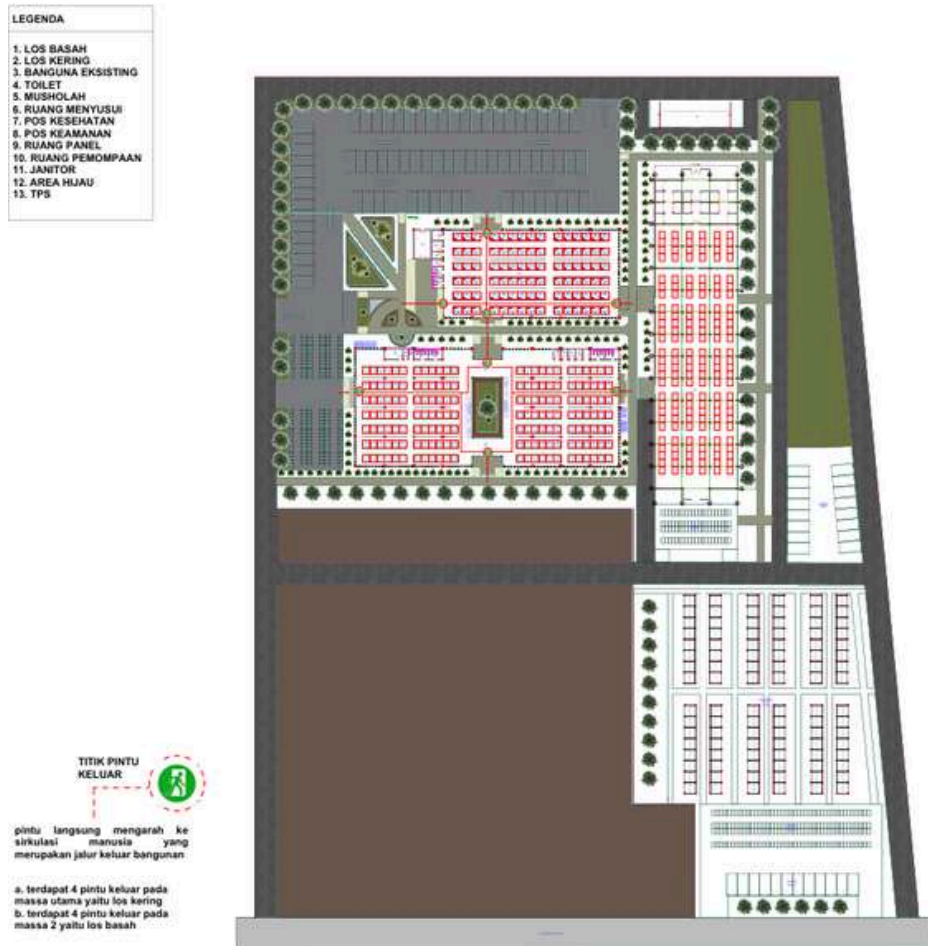 LEGENDA
1. LOS BASAH
2. LOS KERING
3. BANGUNA EKSISTING
4. TOILET
5. MUSHOLAH
6. RUANG MENYUSUI
7. POS KESEHATAN
8. POS KEAMANAN
9. RUANG PANEL
10. RUANG PEMOMPAAN
11. JANITOR
12. AREA HIJAU
13. TPS
TITIK PINTU
KELUAR
pintu langsung mengarah ke
sirkulasi manusia yang
merupakan jalur keluar bangunan
a. terdapat 4 pintu keluar pada
massa utama yaitu los kering
b. terdapat 4 pintu keluar pada
massa 2 yaitu los basah